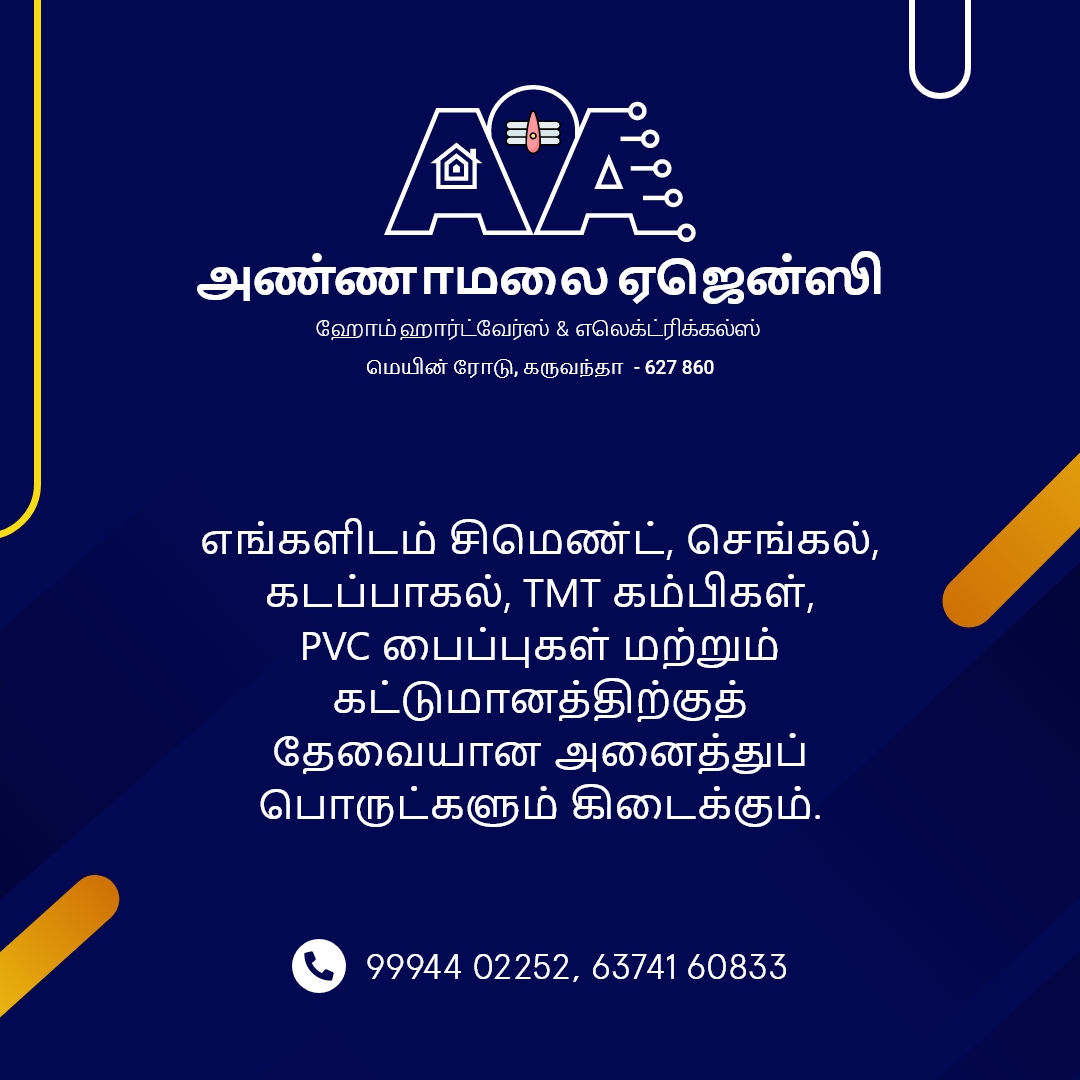 அண்ணாமலை ஏஜென்ஸி
ஹோம் ஹார்ட்வேர்ஸ் & எலெக்ட்ரிக்கல்ஸ்
மெயின் ரோடு, கருவந்தா - 627 860
எங்களிடம் சிமெண்ட், செங்கல்,
கடப்பாகல், TMT கம்பிகள்,
PVC பைப்புகள் மற்றும்
கட்டுமானத்திற்குத்
தேவையான அனைத்துப்
பொருட்களும் கிடைக்கும்.
99944 02252, 63741 60833